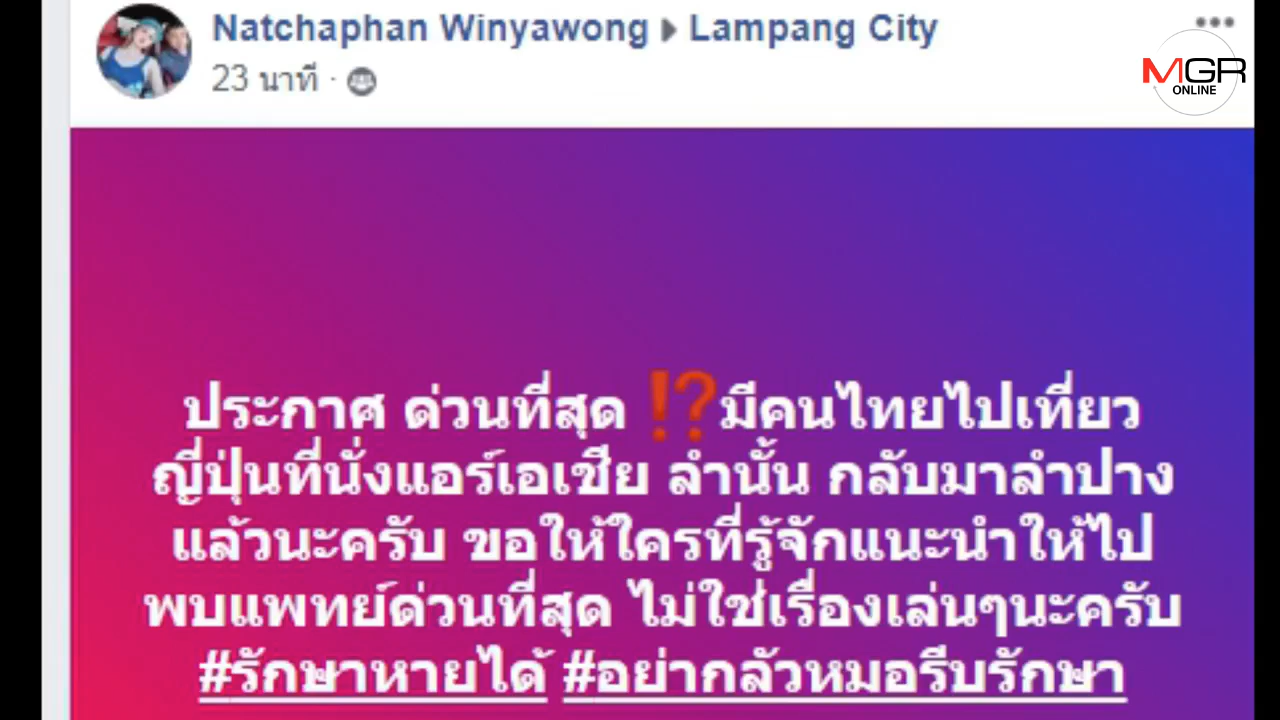 Natchaphan Winyawong ▸ Lampang City
23 นาที ·
MGR
ONLINE
ประกาศ ด่วนที่สุด ⁉️มีคนไทยไปเที่ยว
ญี่ปุ่นที่นั่งแอร์เอเชีย ลำนั้น กลับมาลำปาง
แล้วนะครับ ขอให้ใครที่รู้จักแนะนำให้ไป
พบแพทย์ด่วนที่สุด ไม่ใช่เรื่องเล่นๆนะครับ
#รักษาหายได้ #อย่ากลัวหมอรีบรักษา